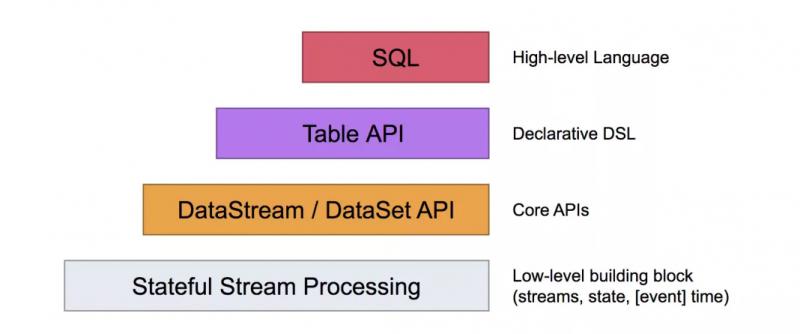 SQL
High-level Language
Table API
Declarative DSL
DataStream / DataSet API
Core APIs
Stateful Stream Processing
Low-level building block
(streams, state, [event] time)